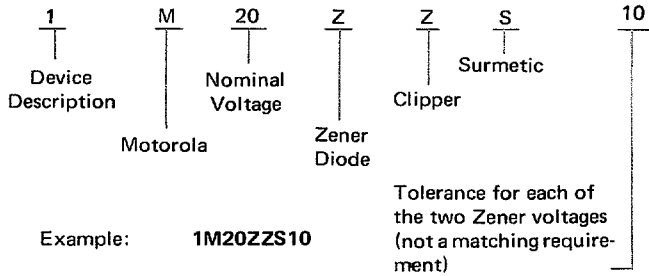 1 M 20 Z Z S 10
Surmetic
Device
Description
Nominal
Voltage
Clipper
Motorola
Zener
Diode
Tolerance for each of
the two Zener voltages
(not a matching require-
ment)
Example: 1M20ZZS10